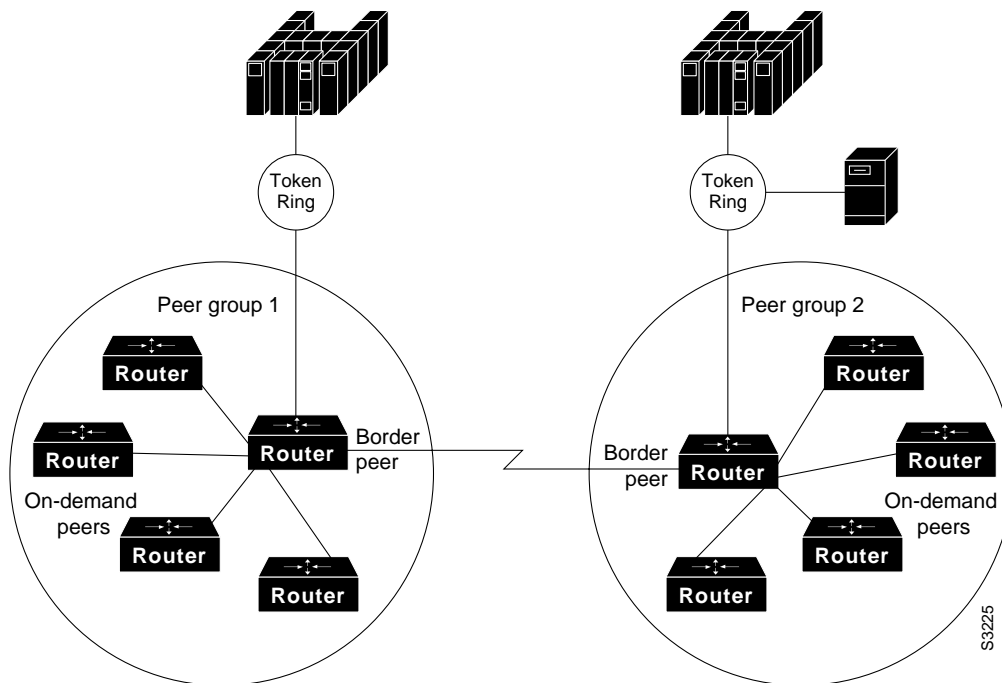 Token
Ring
Token
Ring
Peer group 1
Peer group 2
Router
Router
Router
Router
Border
peer
Router
Router
On-demand
peers
Router
Border
peer
Router
Router
On-demand
peers
Router
Router
S3225